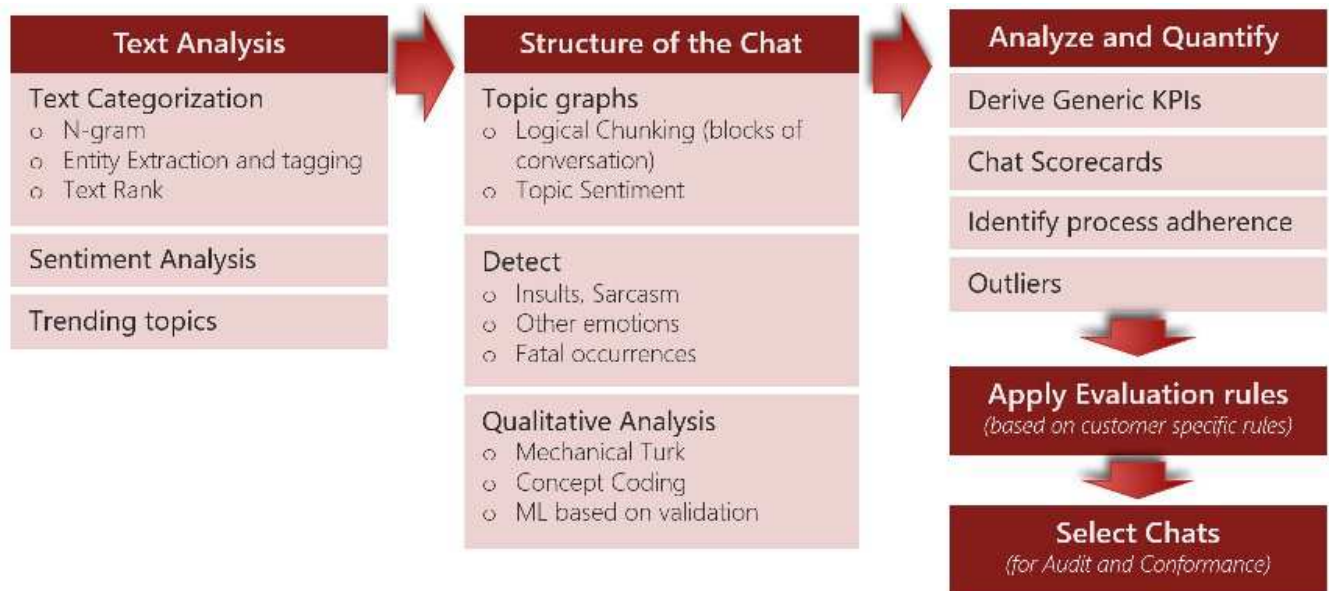 Text Analysis
Text Categorization
o N-gram
o Entity Extraction and tagging
o Text Rank
Sentiment Analysis
Trending topics
Structure of the Chat
Topic graphs
o Logical Chunking (blocks of
conversation)
o Topic Sentiment
Detect
o Insults, Sarcasm
o Other emotions
o Fatal occurrences
Qualitative Analysis
o Mechanical Turk
o Concept Coding
o ML based on validation
Analyze and Quantify
Derive Generic KPIs
Chat Scorecards
Identify process adherence
Outliers
Apply Evaluation rules
(based on customer specific rules)
Select Chats
(for Audit and Conformance)